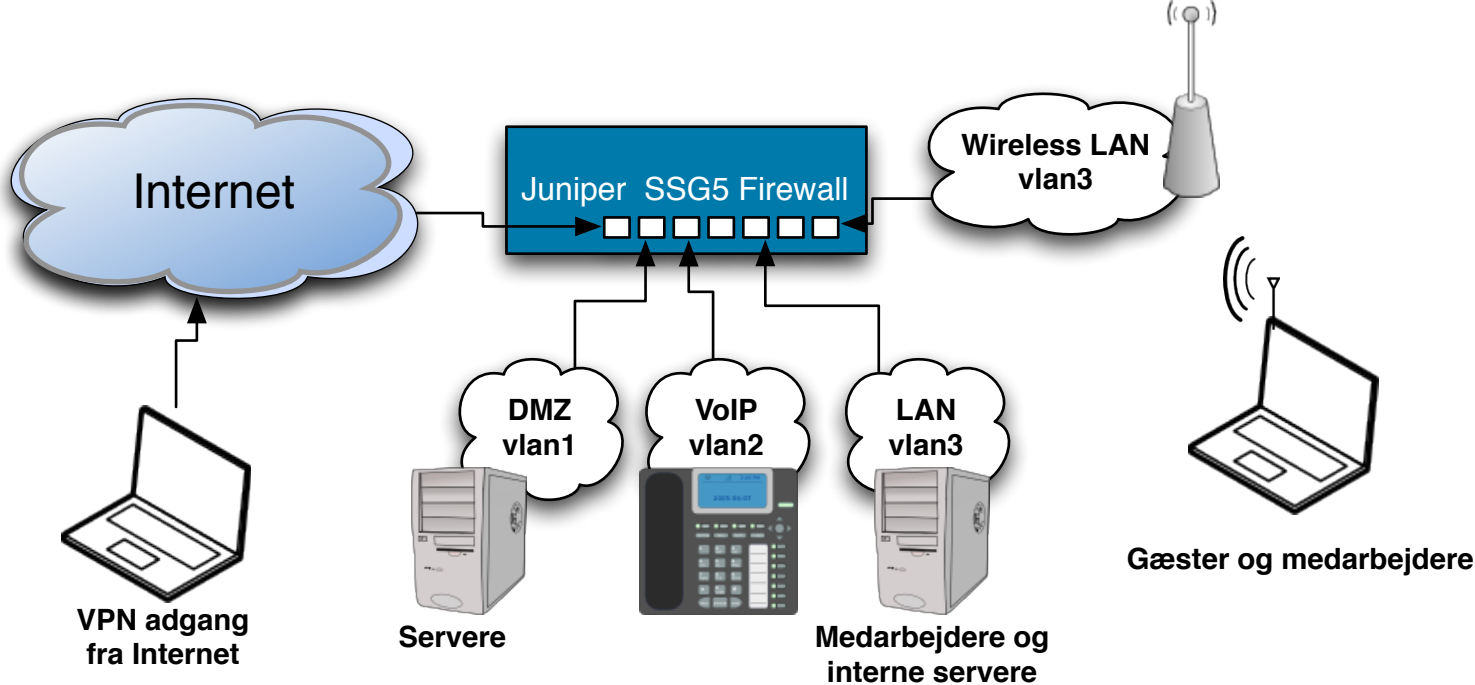 Internet
Juniper SSG5 Firewall
Wireless LAN
vlan3
DMZ
vlan1
VoIP
vlan2
LAN
vlan3
VPN adgang
fra Internet
Servere
Medarbejdere og
interne servere
Gæster og medarbejdere